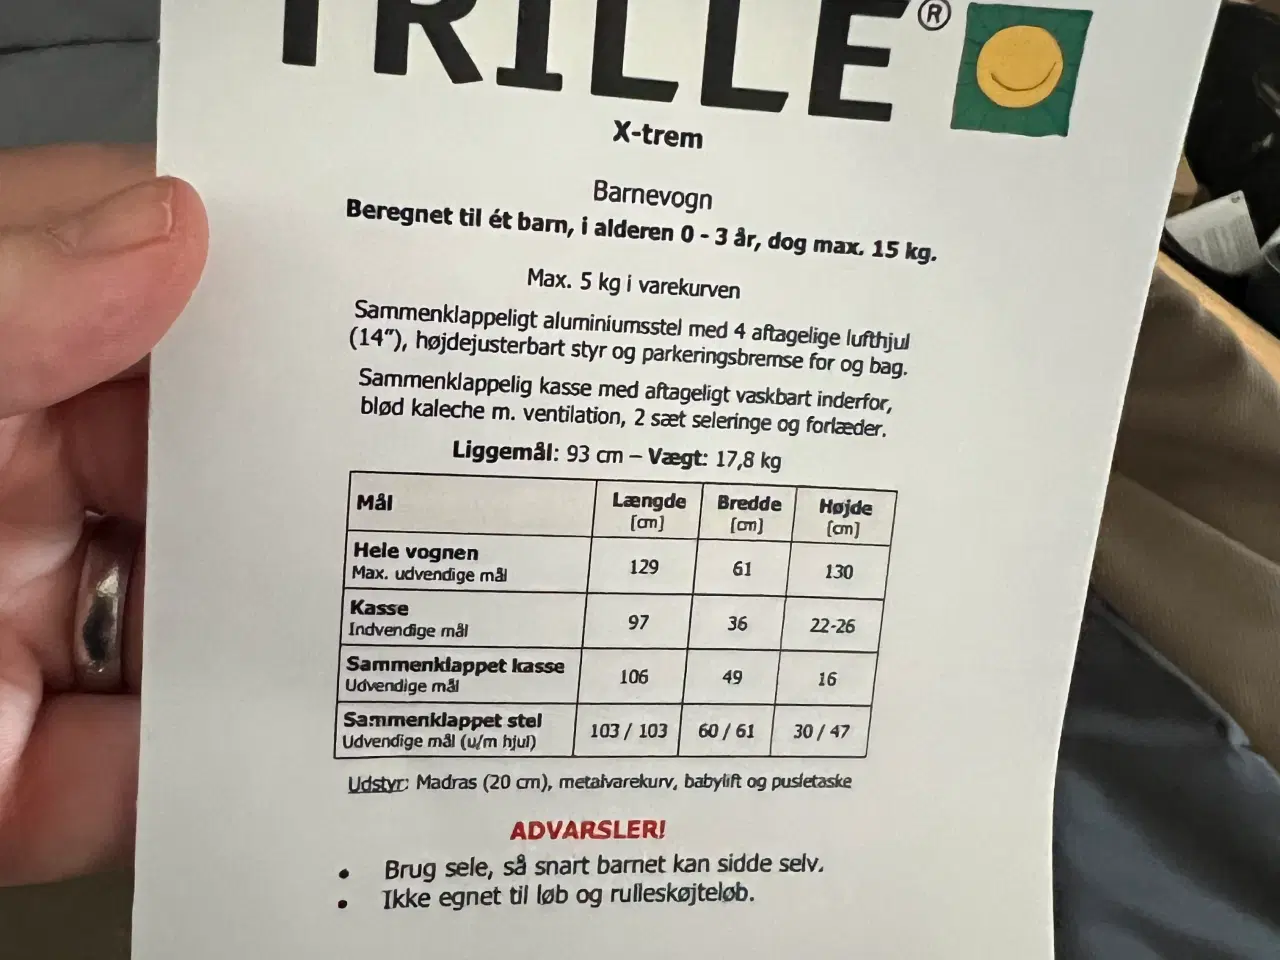 TRILLE®
X-trem
Barnevogn
Beregnet til ét barn, i alderen 0 - 3 år, dog max. 15 kg.
Max. 5 kg i varekurven
Sammenklappeligt aluminiumsstel med 4 aftagelige lufthjul
(14”), højdejusterbart styr og parkeringsbremse for og bag.
Sammenklappelig kasse med aftageligt vaskbart inderfor,
blød kaleche m. ventilation, 2 sæt seleringe og forlæder.
Liggemål: 93 cm – Vægt: 17,8 kg
Mål Længde Bredde Højde
[cm] [cm] [cm]
Hele vognen
Max. udvendige mål 129 61 130
Kasse
Indvendige mål 97 36 22-26
Sammenklappet kasse
Udvendige mål 106 49 16
Sammenklappet stel
Udvendige mål (u/m hjul) 103 / 103 60 / 61 30 / 47
Udstyr: Madras (20 cm), metalvarekurv, babylift og pusletaske
ADVARSLER!
• Brug sele, så snart barnet kan sidde selv.
• Ikke egnet til løb og rulleskøjteløb.